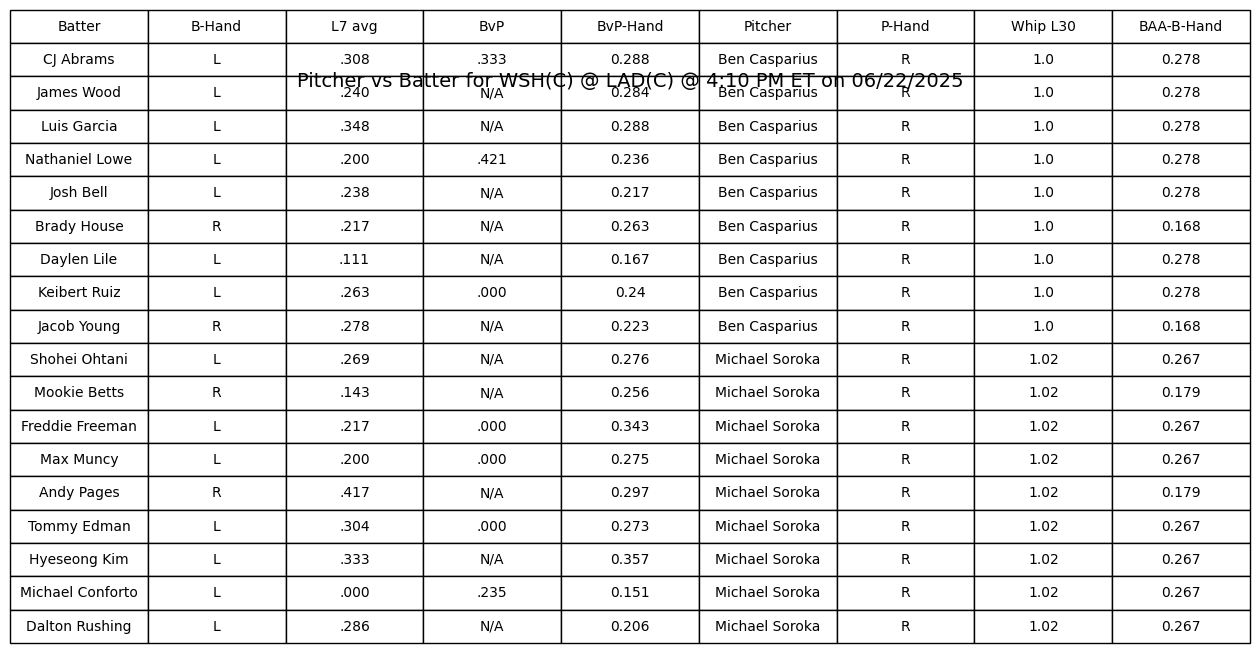 Batter B-Hand L7 avg BvP BvP-Hand Pitcher P-Hand Whip L30 BAA-B-Hand
CJ Abrams L .308 .333 0.288 Ben Casparius R 1.0 0.278
Pitcher vs Batter for WSH(C) @ LAD(C) @ 4:10 PM ET on 06/22/2025
James Wood L .240 N/A 0.284 Ben Casparius R 1.0 0.278
Luis Garcia L .348 N/A 0.288 Ben Casparius R 1.0 0.278
Nathaniel Lowe L .200 .421 0.236 Ben Casparius R 1.0 0.278
Josh Bell L .238 N/A 0.217 Ben Casparius R 1.0 0.278
Brady House R .217 N/A 0.263 Ben Casparius R 1.0 0.168
Daylen Lile L .111 N/A 0.167 Ben Casparius R 1.0 0.278
Keibert Ruiz L .263 .000 0.24 Ben Casparius R 1.0 0.278
Jacob Young R .278 N/A 0.223 Ben Casparius R 1.0 0.168
Shohei Ohtani L .269 N/A 0.276 Michael Soroka R 1.02 0.267
Mookie Betts R .143 N/A 0.256 Michael Soroka R 1.02 0.179
Freddie Freeman L .217 .000 0.343 Michael Soroka R 1.02 0.267
Max Muncy L .200 .000 0.275 Michael Soroka R 1.02 0.267
Andy Pages R .417 N/A 0.297 Michael Soroka R 1.02 0.179
Tommy Edman L .304 .000 0.273 Michael Soroka R 1.02 0.267
Hyeseong Kim L .333 N/A 0.357 Michael Soroka R 1.02 0.267
Michael Conforto L .000 .235 0.151 Michael Soroka R 1.02 0.267
Dalton Rushing L .286 N/A 0.206 Michael Soroka R 1.02 0.267